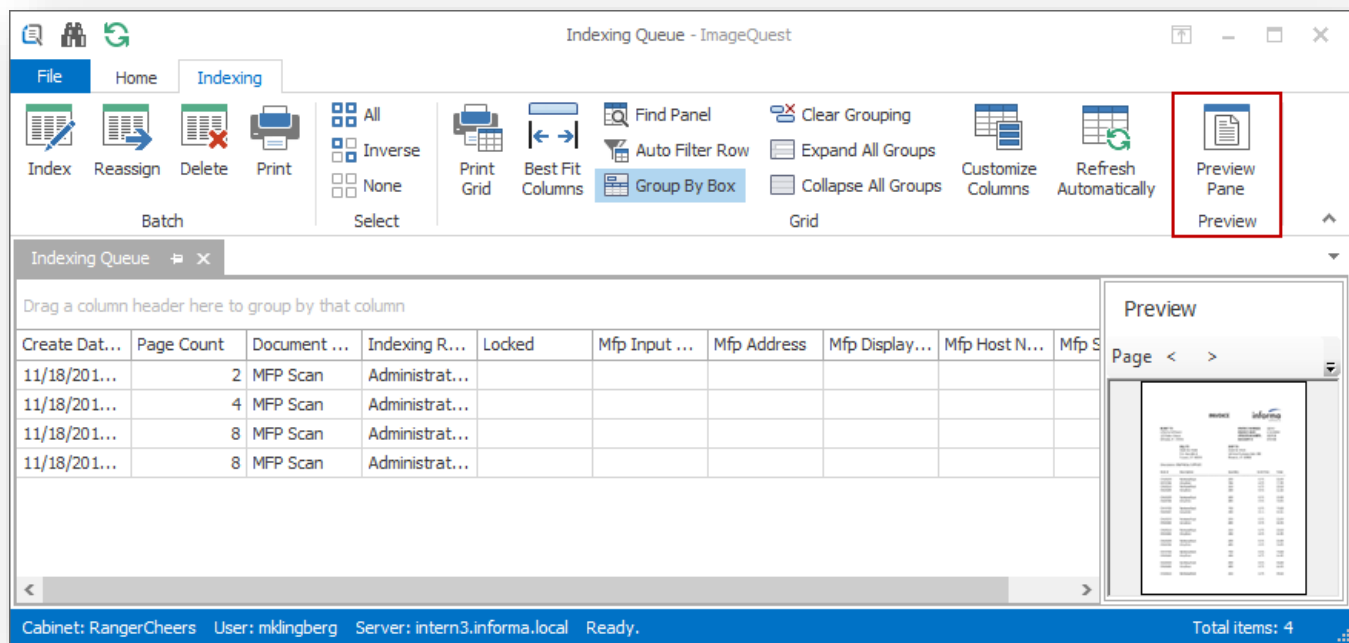 Indexing Queue - ImageQuest
File Home Indexing
Index Reassign Delete Print
All
Inverse
None
Print Grid
Best Fit Columns
Find Panel
Auto Filter Row
Group By Box
Clear Grouping
Expand All Groups
Collapse All Groups
Customize Columns
Refresh Automatically
Preview Pane
Batch Select Grid Preview
Indexing Queue
Drag a column header here to group by that column
Create Dat... Page Count Document ... Indexing R... Locked Mfp Input ... Mfp Address Mfp Display... Mfp Host N... Mfp S
11/18/201... 2 MFP Scan Administrat...
11/18/201... 4 MFP Scan Administrat...
11/18/201... 8 MFP Scan Administrat...
11/18/201... 8 MFP Scan Administrat...
Preview
Page < >
INVOICE informa
Cabinet: RangerCheers User: mklingberg Server: intern3.informa.local Ready. Total items: 4